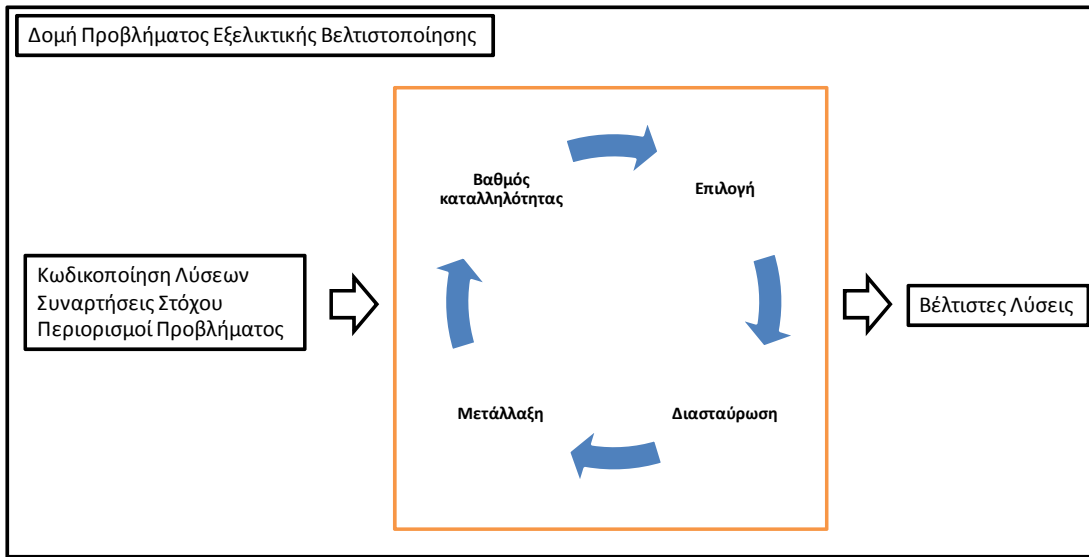 Δομή Προβλήματος Εξελικτικής Βελτιστοποίησης
Βαθμός
καταλληλότητας
Επιλογή
Κωδικοποίηση Λύσεων
Συναρτήσεις Στόχου
Περιορισμοί Προβλήματος
Βέλτιστες Λύσεις
Μετάλλαξη
Διασταύρωση